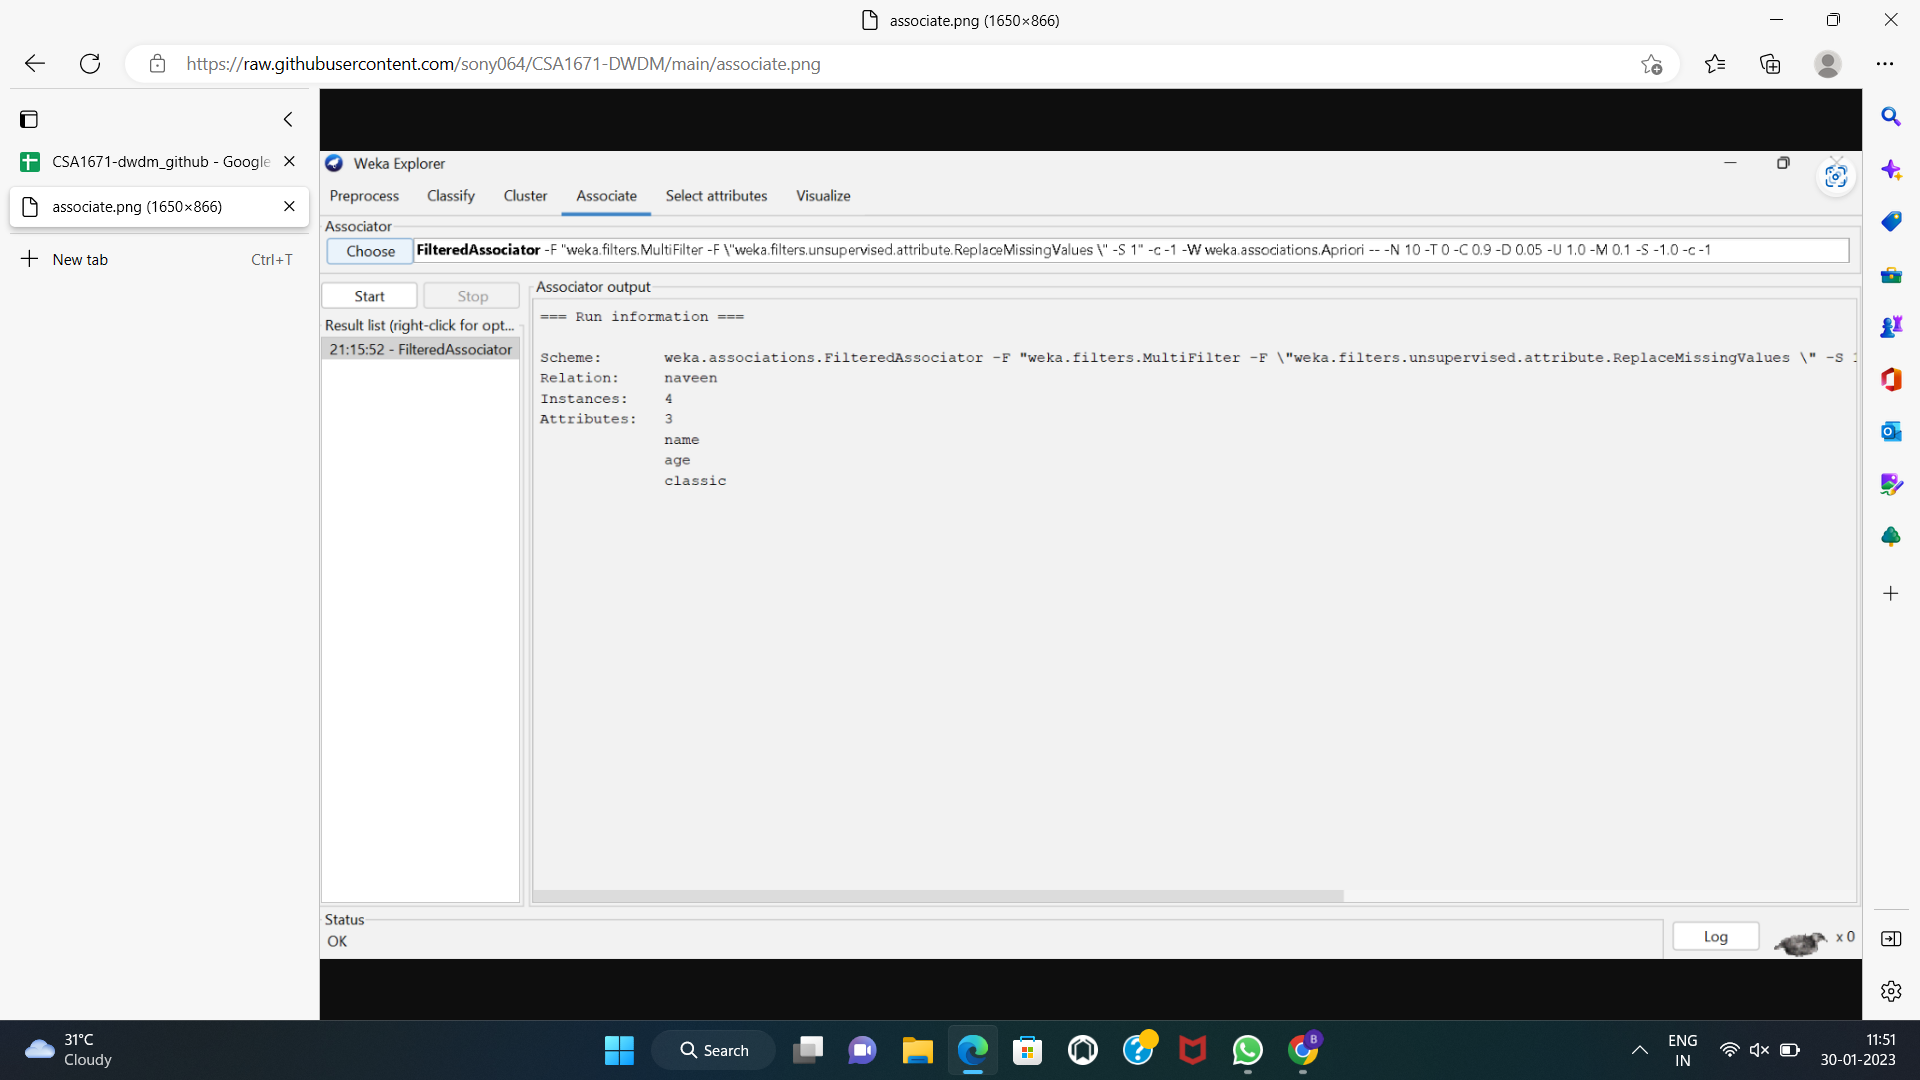 associate.png (1650×866)
https://raw.githubusercontent.com/sony064/CSA1671-DWDM/main/associate.png
CSA1671-dwdm_github - Google
associate.png (1650×866)
New tab Ctrl+T
Weka Explorer
Preprocess Classify Cluster Associate Select attributes Visualize
Associator
Choose FilteredAssociator -F "weka.filters.MultiFilter -F \"weka.filters.unsupervised.attribute.ReplaceMissingValues \" -S 1" -c -1 -W weka.associations.Apriori -- -N 10 -T 0 -C 0.9 -D 0.05 -U 1.0 -M 0.1 -S -1.0 -c -1
Start Stop
Result list (right-click for opt...
21:15:52 - FilteredAssociator
Associator output
=== Run information ===
Scheme: weka.associations.FilteredAssociator -F "weka.filters.MultiFilter -F \"weka.filters.unsupervised.attribute.ReplaceMissingValues \" -S 1
Relation: naveen
Instances: 4
Attributes: 3
name
age
classic
Status
OK
Log x 0
31°C
Cloudy
Search
B
ENG
IN
11:51
30-01-2023